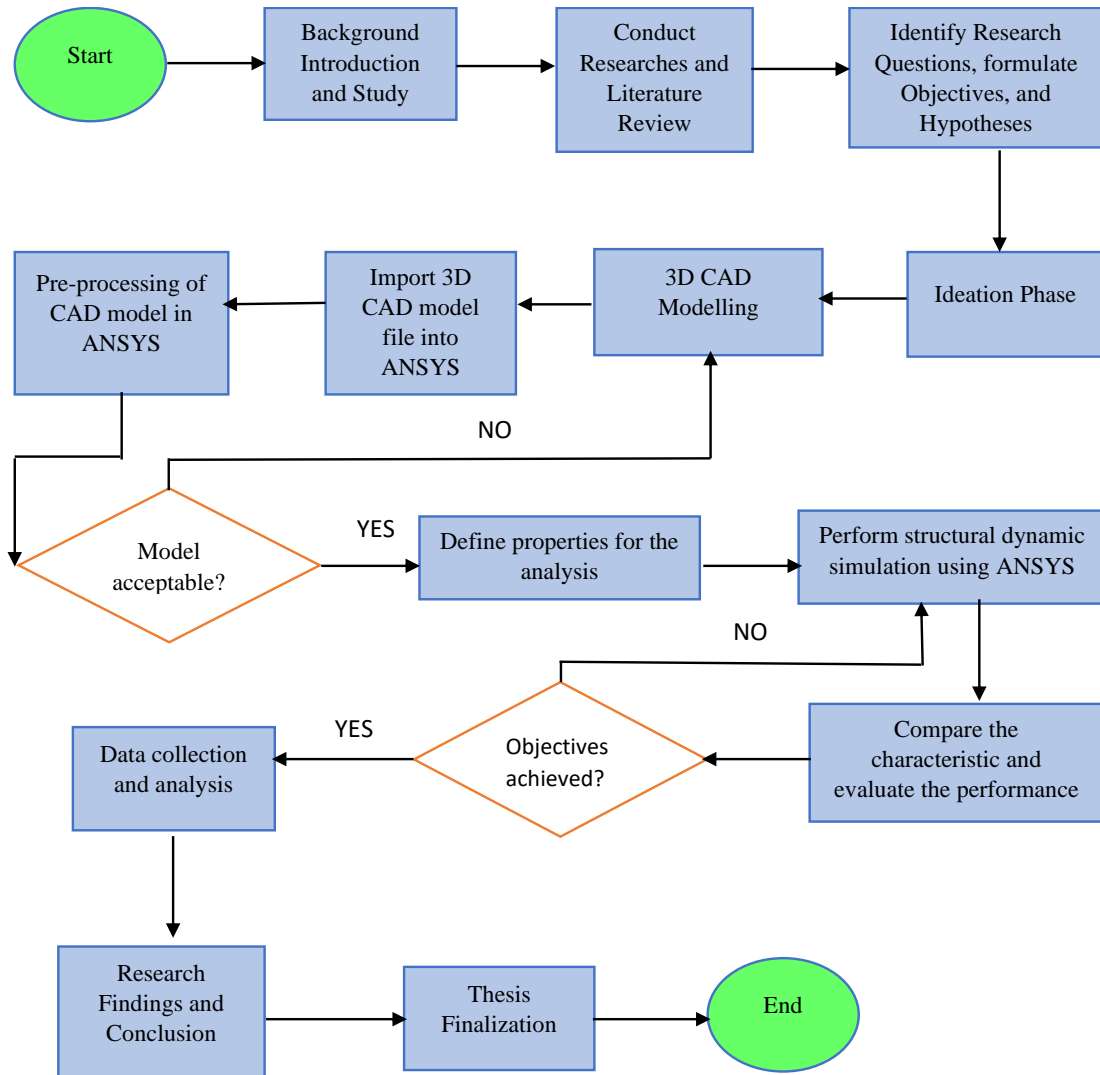 Start
Background
Introduction
and Study
Conduct
Researches and
Literature
Review
Identify Research
Questions, formulate
Objectives, and
Hypotheses
Ideation Phase
3D CAD
Modelling
Import 3D
CAD model
file into
ANSYS
Pre-processing of
CAD model in
ANSYS
NO
Model
acceptable?
YES
Define properties for the
analysis
Perform structural dynamic
simulation using ANSYS
NO
Compare the
characteristic and
evaluate the performance
Objectives
achieved?
YES
Data collection
and analysis
Research
Findings and
Conclusion
Thesis
Finalization
End